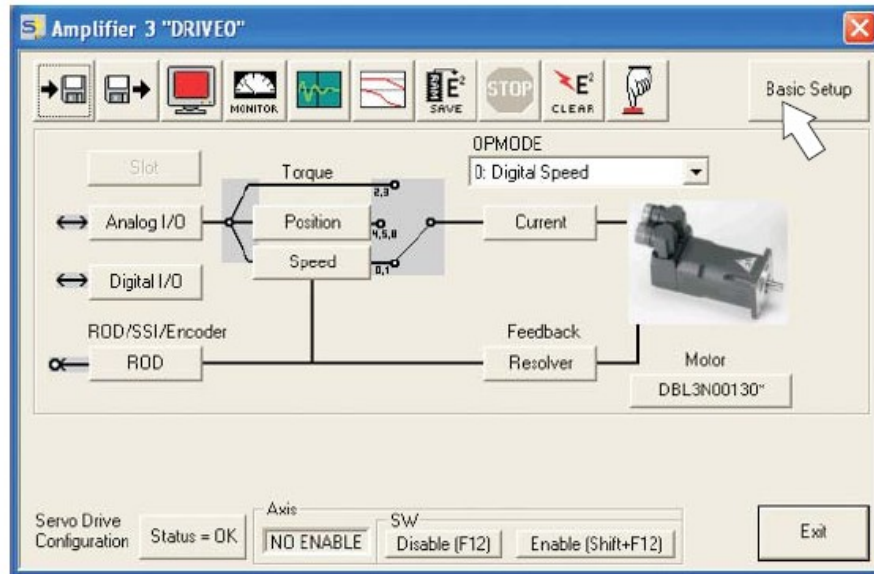 Amplifier 3 "DRIVE0"
MONITOR
E²
SAVE
STOP
E²
CLEAR
Basic Setup
OPMODE
0: Digital Speed
Slot
Torque
2,3
Analog I/O
Position
4,5,8
Current
Speed
0,1
Digital I/O
ROD/SSI/Encoder
Feedback
ROD
Resolver
Motor
DBL3N00130"
Servo Drive
Configuration
Status = OK
Axis
NO ENABLE
SW
Disable (F12)
Enable (Shift+F12)
Exit